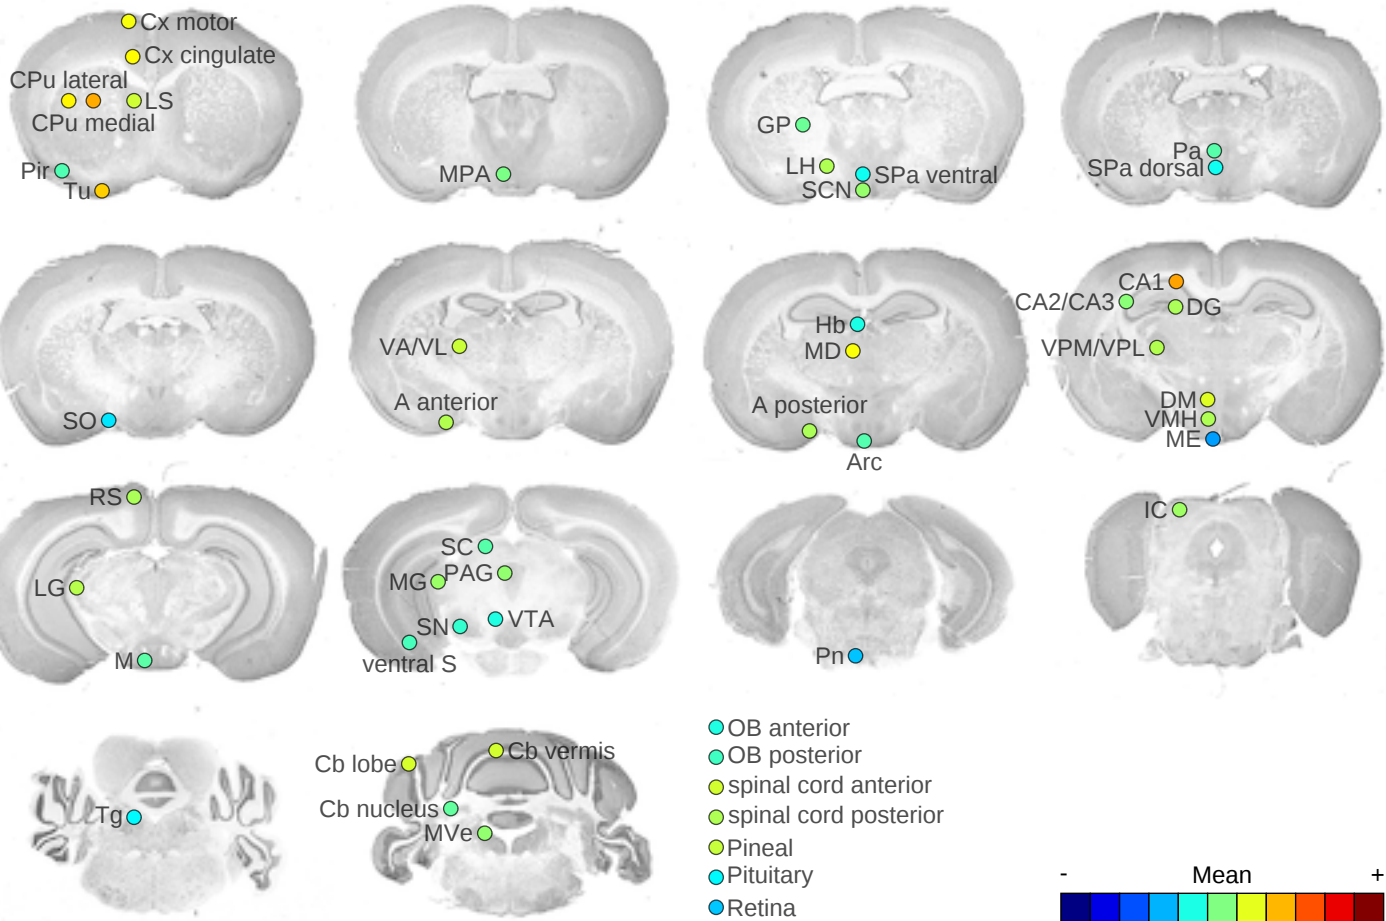 Cx motor
Cx cingulate
CPu lateral
LS
CPu medial
Pir
Tu
MPA
GP
LH
SPa ventral
SCN
Pa
SPa dorsal
SO
VA/VL
A anterior
Hb
MD
A posterior
Arc
CA1
CA2/CA3
DG
VPM/VPL
DM
VMH
ME
RS
LG
M
SC
MG
PAG
SN
VTA
ventral S
Pn
IC
Tg
Cb lobe
Cb vermis
Cb nucleus
MVe
OB anterior
OB posterior
spinal cord anterior
spinal cord posterior
Pineal
Pituitary
Retina
- Mean +